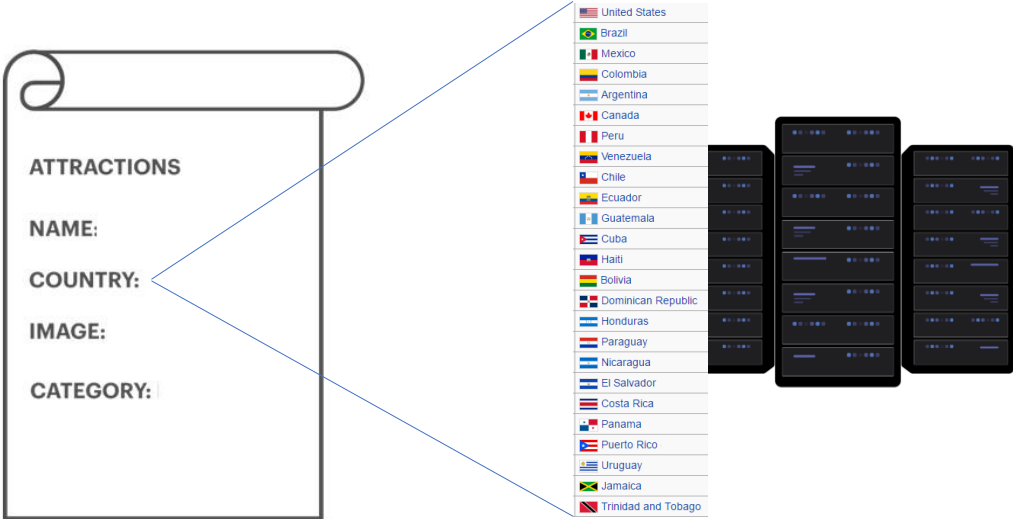 ATTRACTIONS
NAME:
COUNTRY:
IMAGE:
CATEGORY:
United States
Brazil
Mexico
Colombia
Argentina
Canada
Peru
Venezuela
Chile
Ecuador
Guatemala
Cuba
Haiti
Bolivia
Dominican Republic
Honduras
Paraguay
Nicaragua
El Salvador
Costa Rica
Panama
Puerto Rico
Uruguay
Jamaica
Trinidad and Tobago